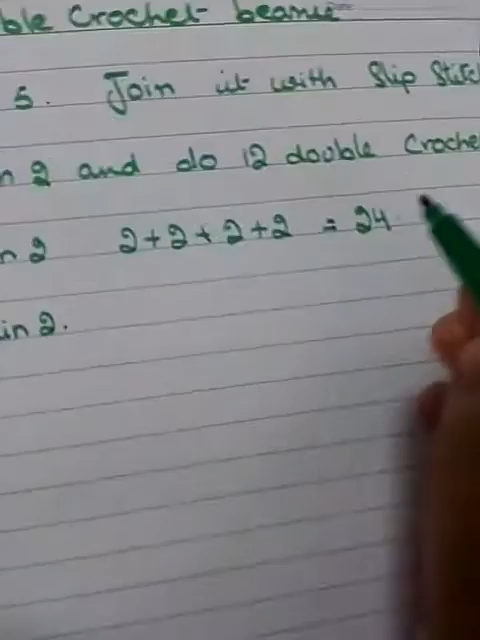 ble Crochet beanie
5. Join it with Slip Stitch
n 2 and do 12 double Croche
n 2 2+2+2+2 = 24
in 2.